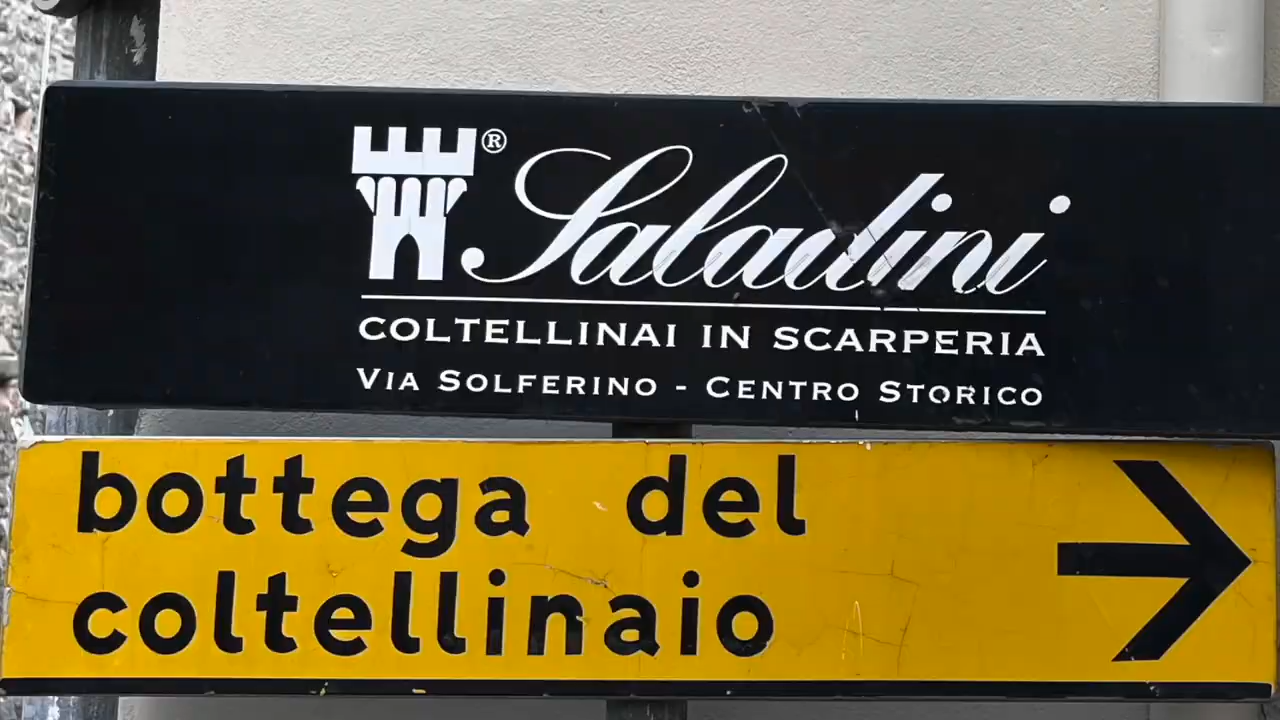 ® Saladini
COLTELLINAI IN SCARPERIA
VIA SOLFERINO - CENTRO STORICO
bottega del
coltellinaio